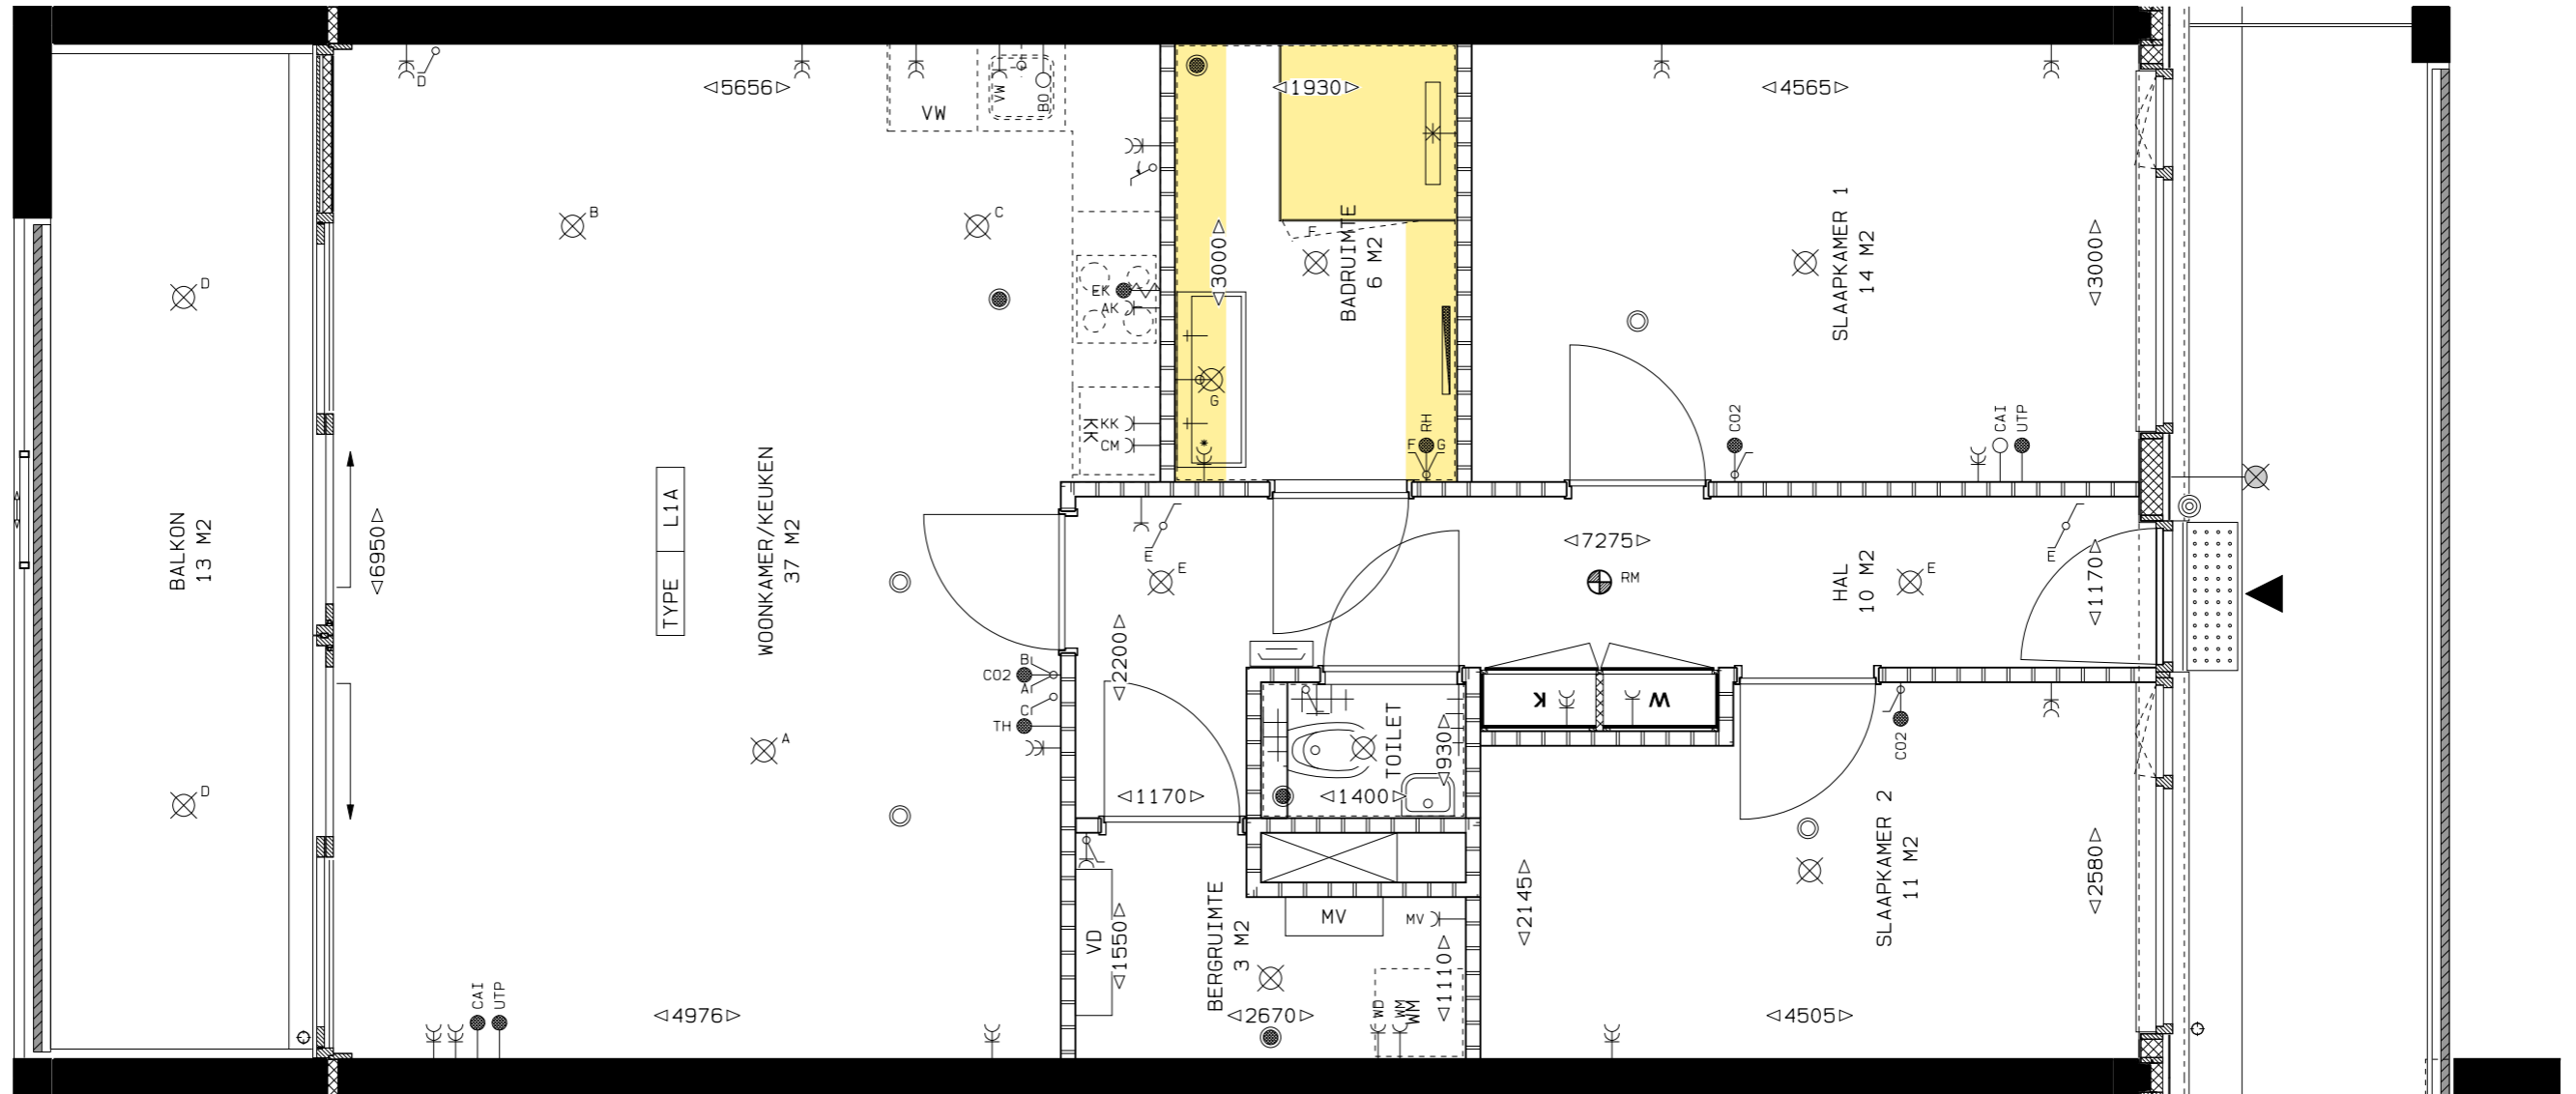 BALKON
13 M2
D
D
6950
D
5656
VW
VW
BO
B
C
TYPE L1A
WOONKAMER/KEUKEN
37 M2
EK
AK
KK
KK
CM
CO2
B
A
C
TH
A
CAI
UTP
4976
1930
3000
BADRUIMTE
6 M2
F
G
*
RH
F
G
4565
SLAAPKAMER 1
14 M2
3000
CO2
CAI
UTP
E
E
7275
RM
HAL
10 M2
E
E
1170
2200
1170
TOILET
930
1400
K
W
CO2
SLAAPKAMER 2
11 M2
2145
2580
4505
VD
1550
BERGRUIMTE
3 M2
MV
MV
1110
2670
WD
WM
WM